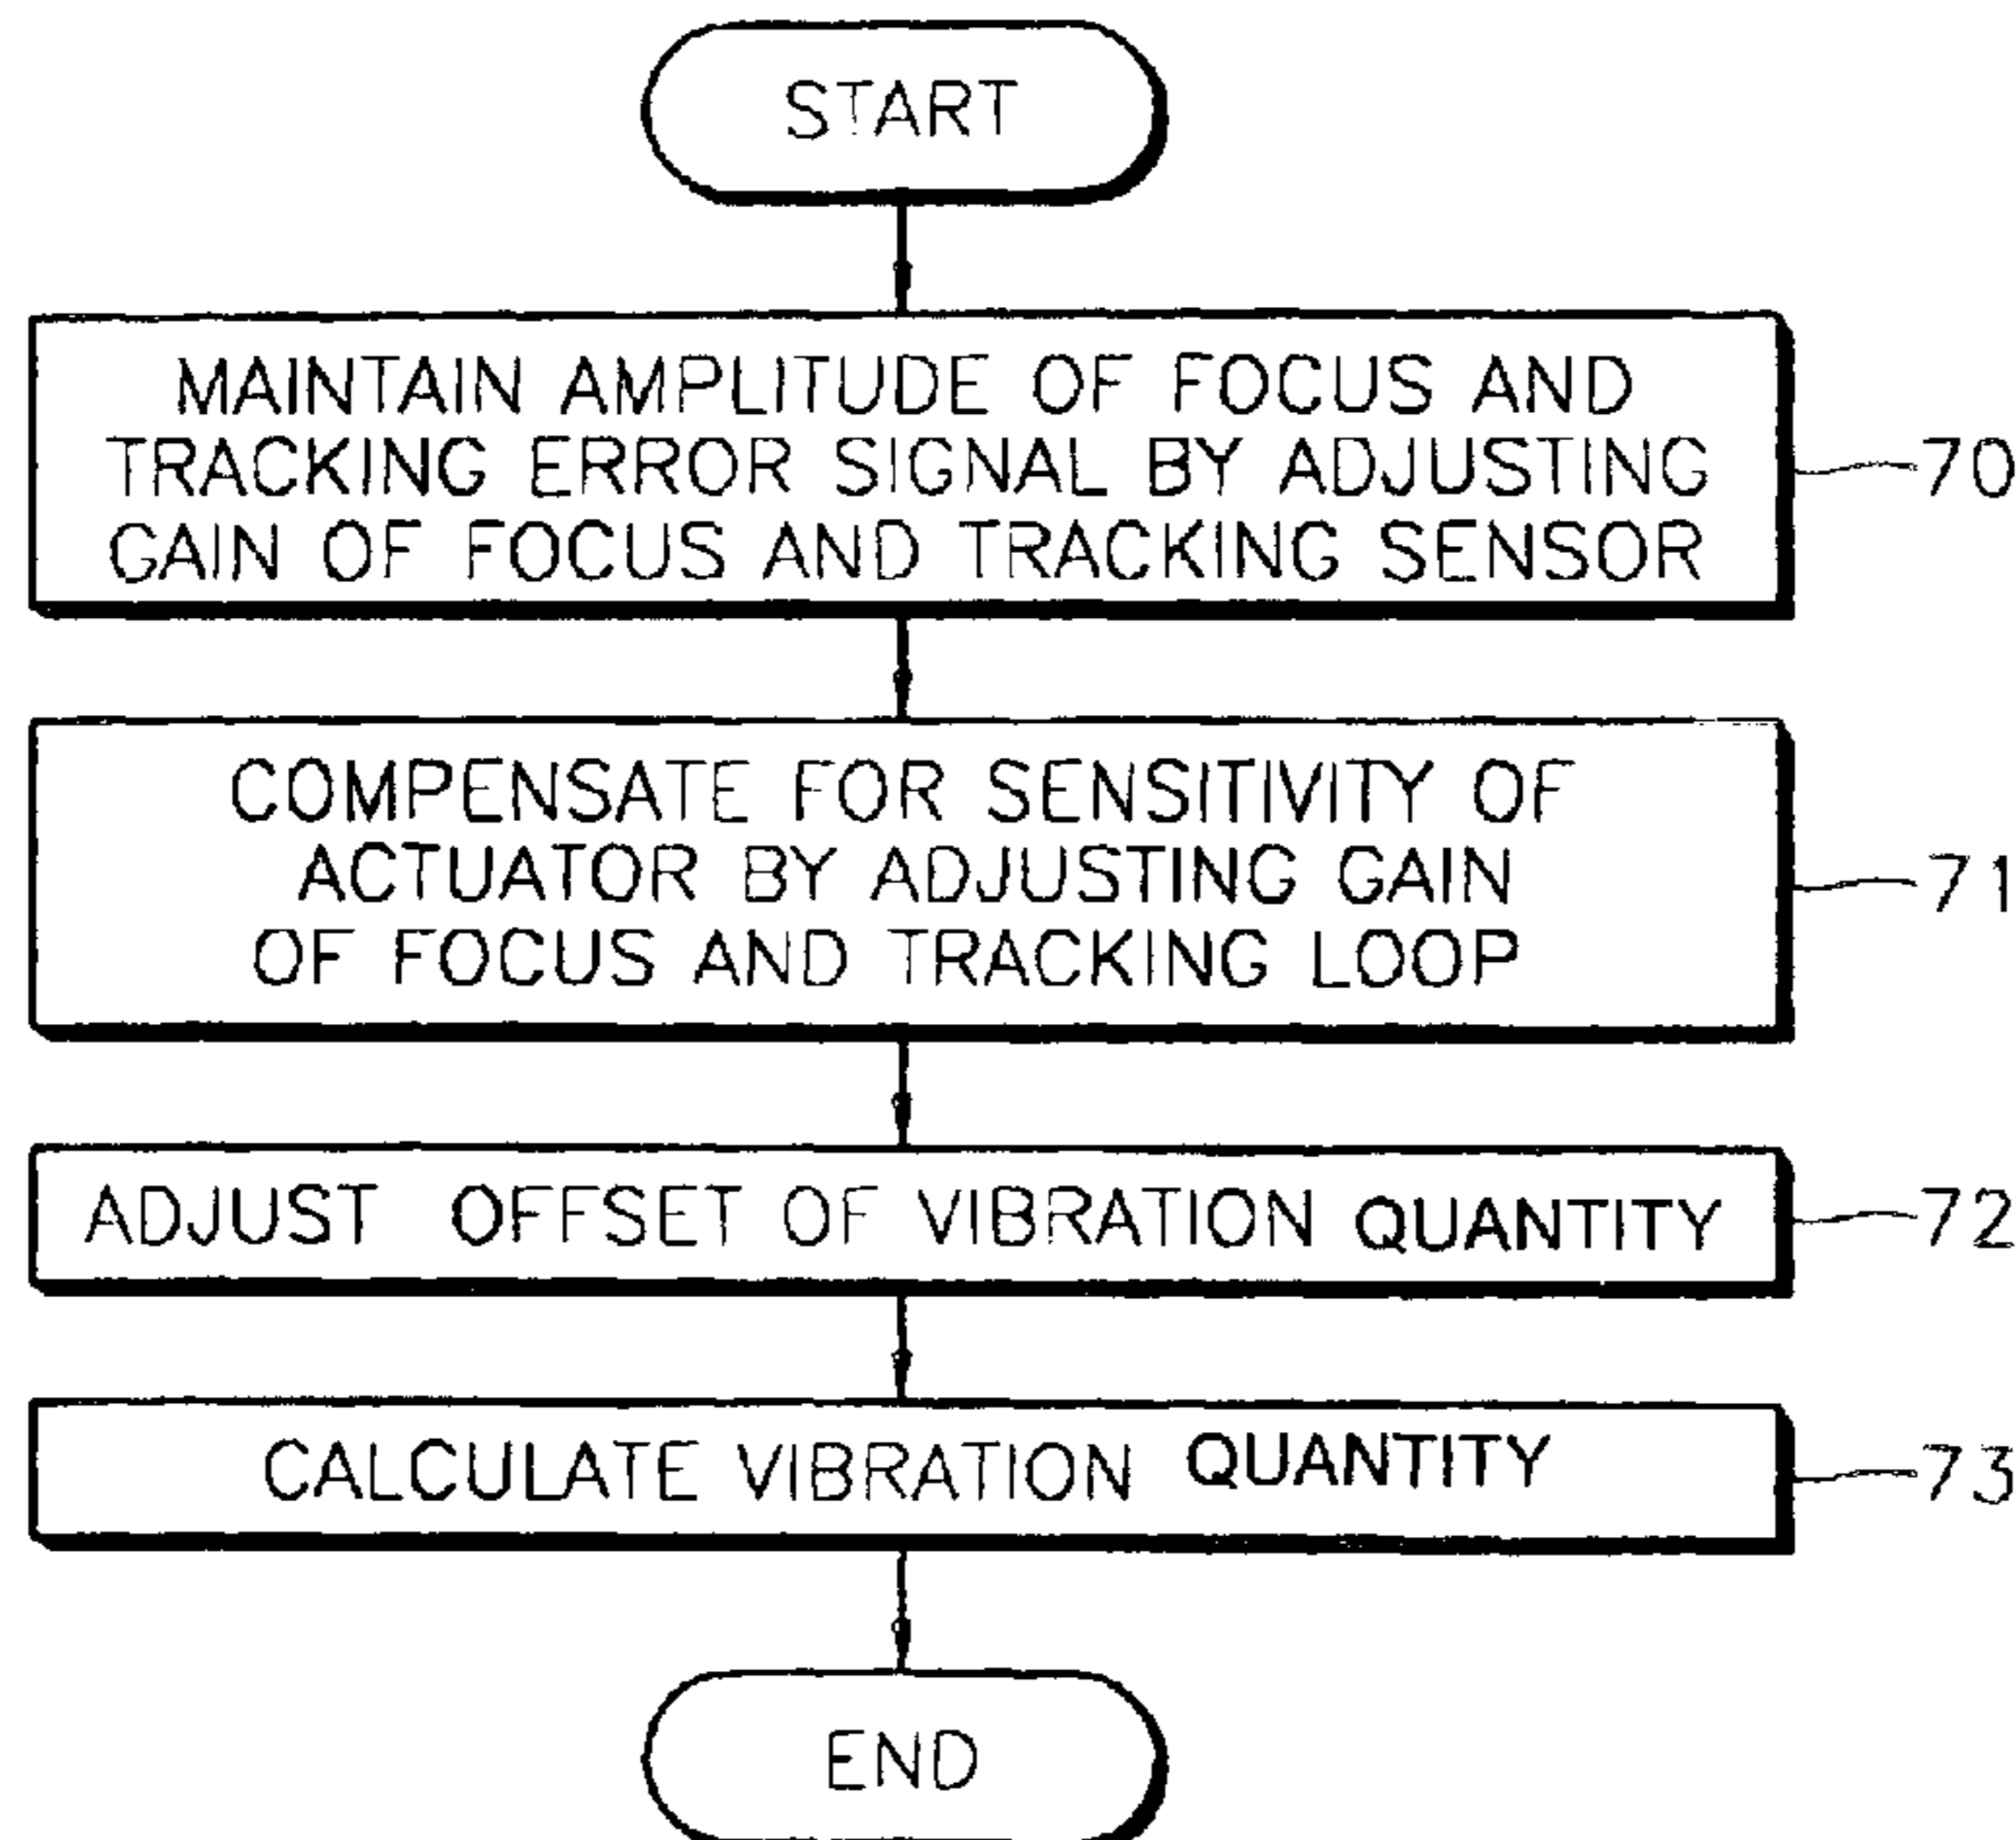 START
MAINTAIN AMPLITUDE OF FOCUS AND
TRACKING ERROR SIGNAL BY ADJUSTING
GAIN OF FOCUS AND TRACKING SENSOR
70
COMPENSATE FOR SENSITIVITY OF
ACTUATOR BY ADJUSTING GAIN
OF FOCUS AND TRACKING LOOP
71
ADJUST OFFSET OF VIBRATION QUANTITY
72
CALCULATE VIBRATION QUANTITY
73
END